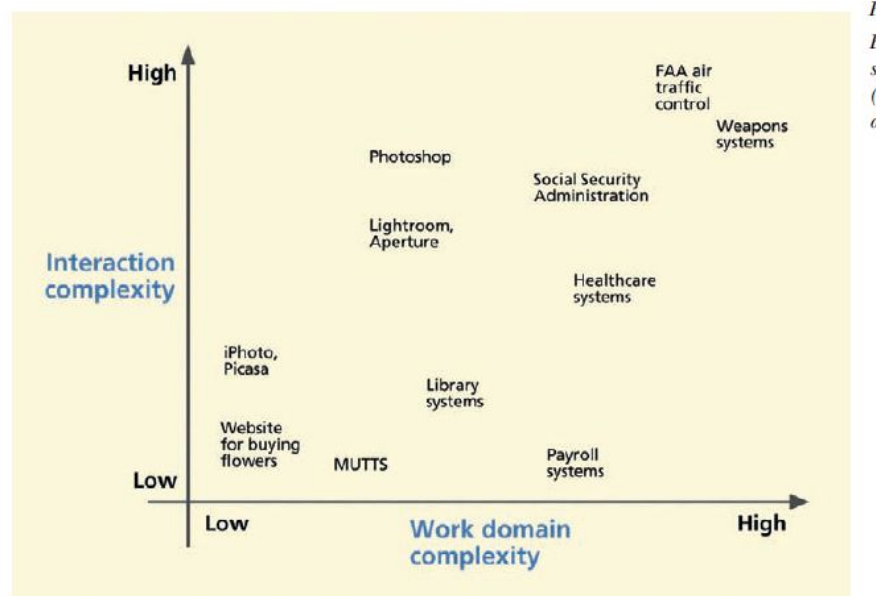 High
FAA air
traffic
control
Weapons
systems
Photoshop
Social Security
Administration
Lightroom,
Aperture
Interaction
complexity
Healthcare
systems
iPhoto,
Picasa
Library
systems
Website
for buying
flowers
MUTTS
Payroll
systems
Low
Low
Work domain
complexity
High